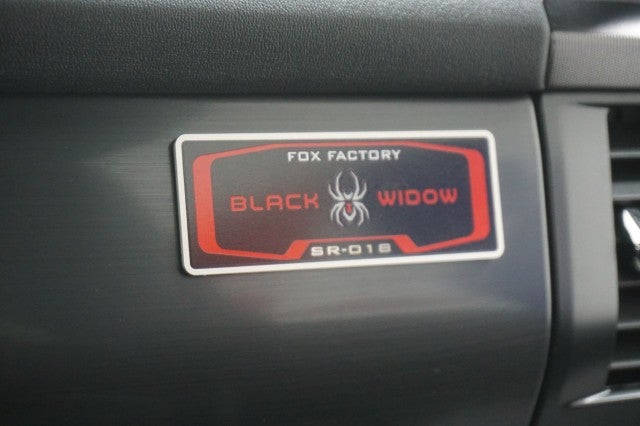 FOX FACTORY
BLACK WIDOW
SR-018